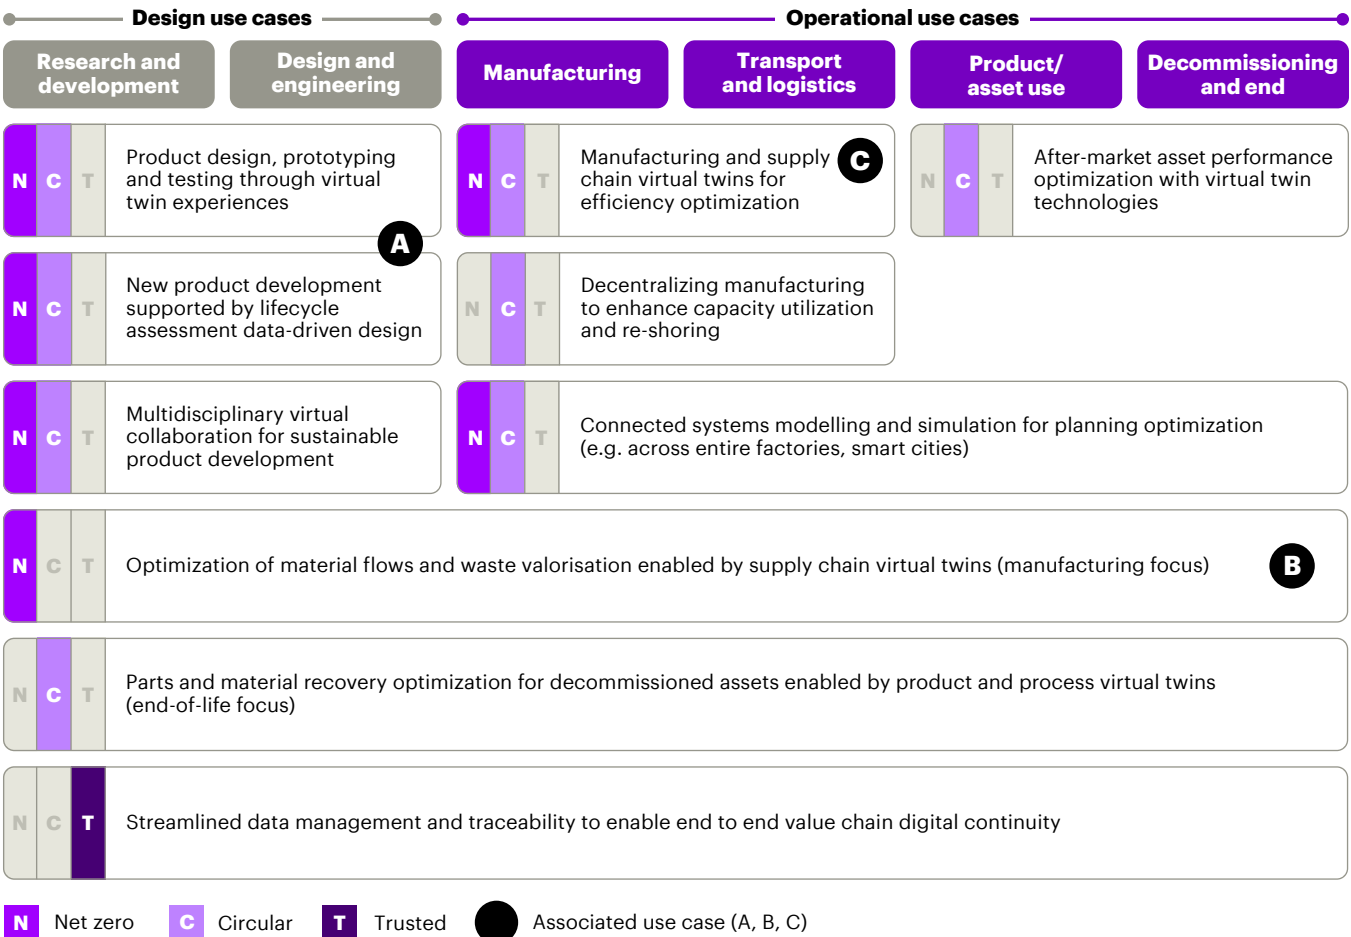 Design use cases
Operational use cases
Research and
development
Design and
engineering
Manufacturing
Transport
and logistics
Product/
asset use
Decommissioning
and end
N C T
Product design, prototyping
and testing through virtual
twin experiences
N C T
Manufacturing and supply
chain virtual twins for
efficiency optimization
C
N C T
After-market asset performance
optimization with virtual twin
technologies
A
N C T
New product development
supported by lifecycle
assessment data-driven design
N C T
Decentralizing manufacturing
to enhance capacity utilization
and re-shoring
N C T
Multidisciplinary virtual
collaboration for sustainable
product development
N C T
Connected systems modelling and simulation for planning optimization
(e.g. across entire factories, smart cities)
N C T
Optimization of material flows and waste valorisation enabled by supply chain virtual twins (manufacturing focus)
B
N C T
Parts and material recovery optimization for decommissioned assets enabled by product and process virtual twins
(end-of-life focus)
N C T
Streamlined data management and traceability to enable end to end value chain digital continuity
N Net zero
C Circular
T Trusted
Associated use case (A, B, C)